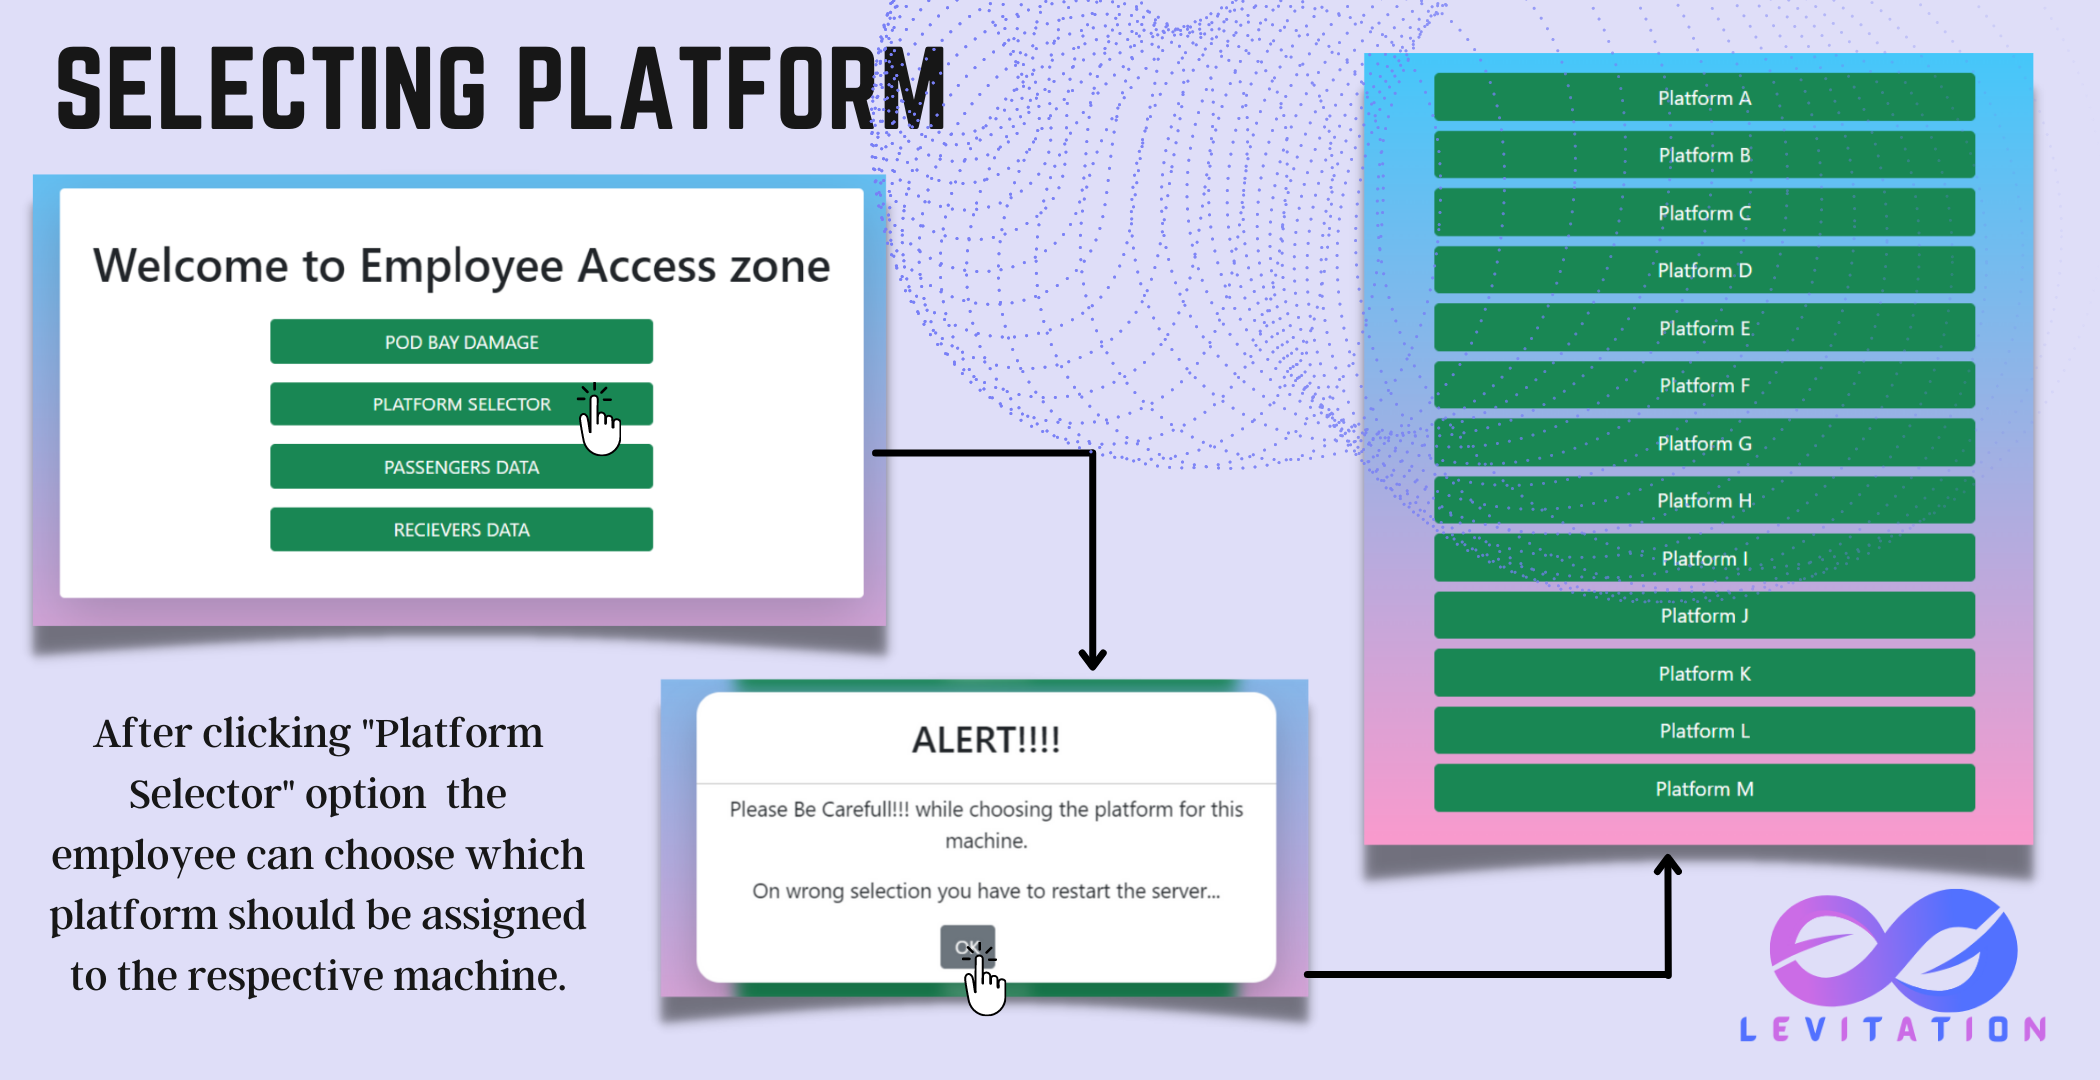 SELECTING PLATFORM
Welcome to Employee Access zone
POD BAY DAMAGE
PLATFORM SELECTOR
PASSENGERS DATA
RECIEVERS DATA
After clicking "Platform
Selector" option the
employee can choose which
platform should be assigned
to the respective machine.
ALERT!!!!
Please Be Carefull!!! while choosing the platform for this
machine.
On wrong selection you have to restart the server...
OK
Platform A
Platform B
Platform C
Platform D
Platform E
Platform F
Platform G
Platform H
Platform I
Platform J
Platform K
Platform L
Platform M
LEVITATION